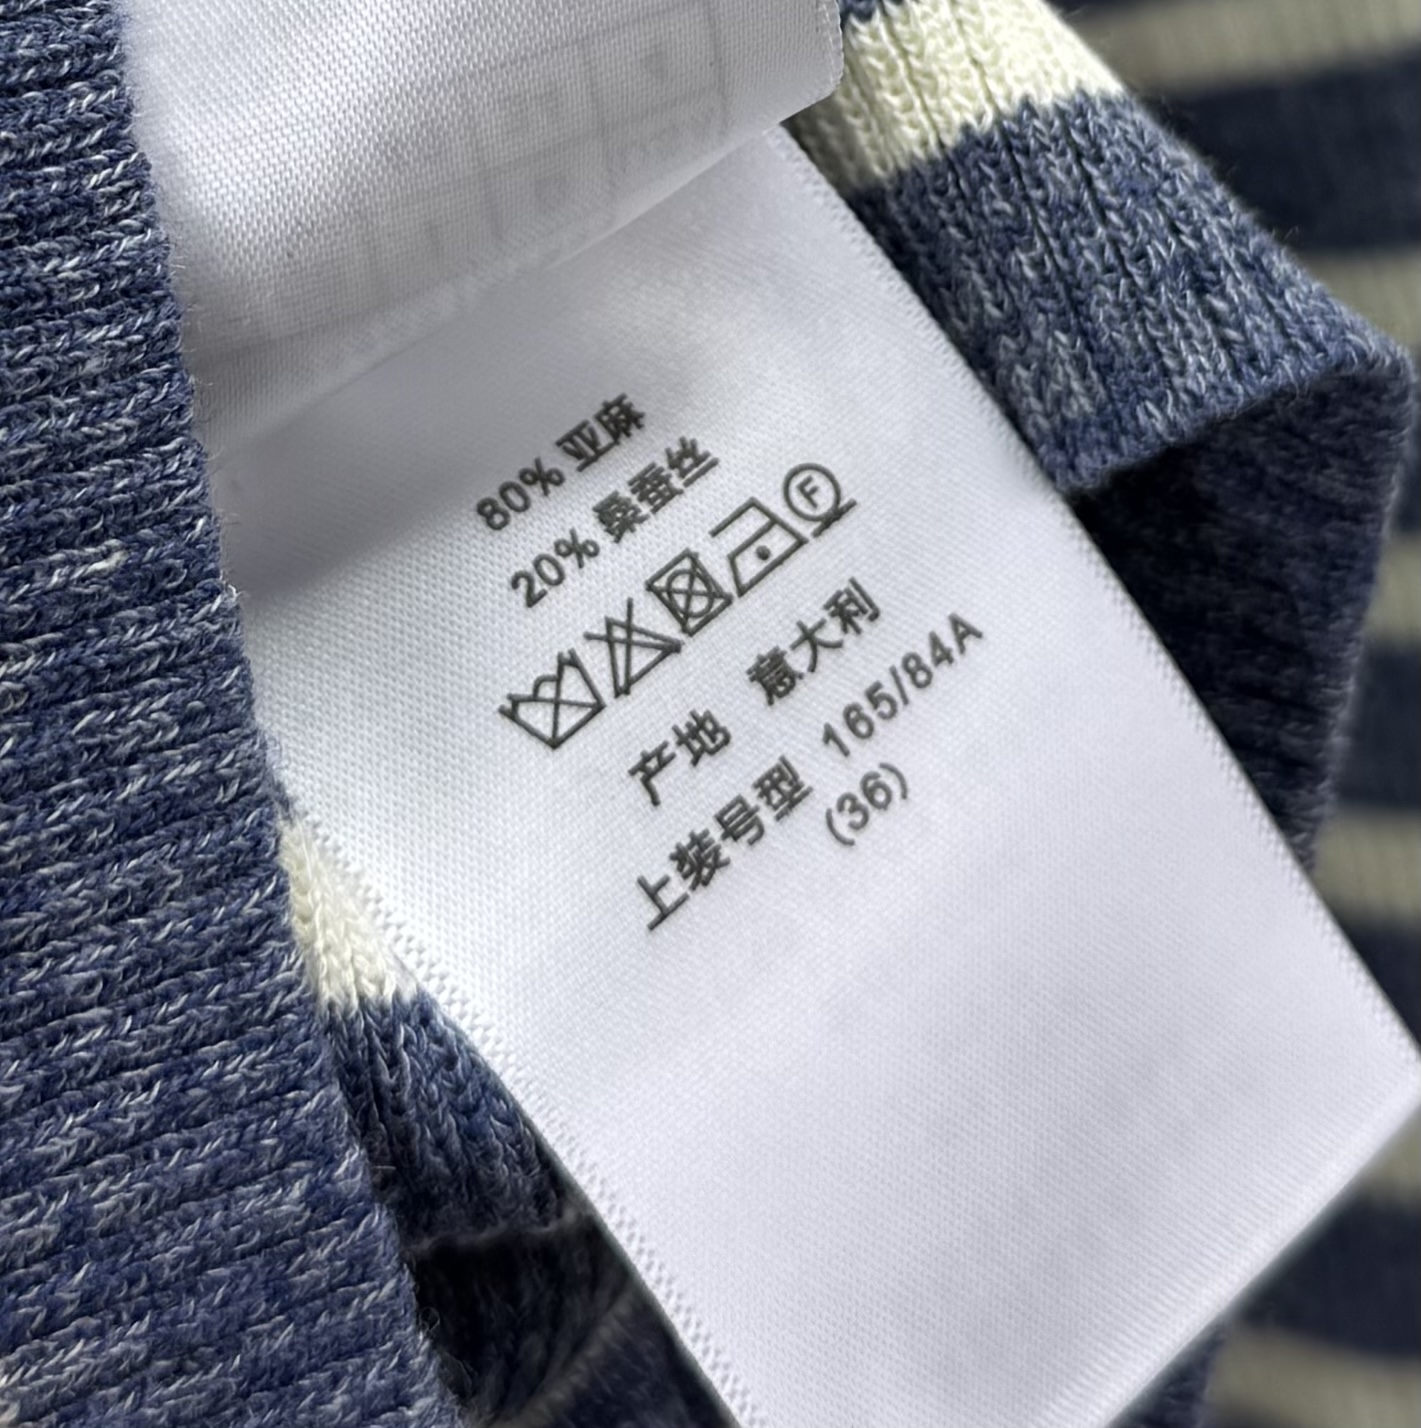 80% 亚麻
20% 桑蚕丝
F
产地 意大利
上装号型 165/84A
(36)